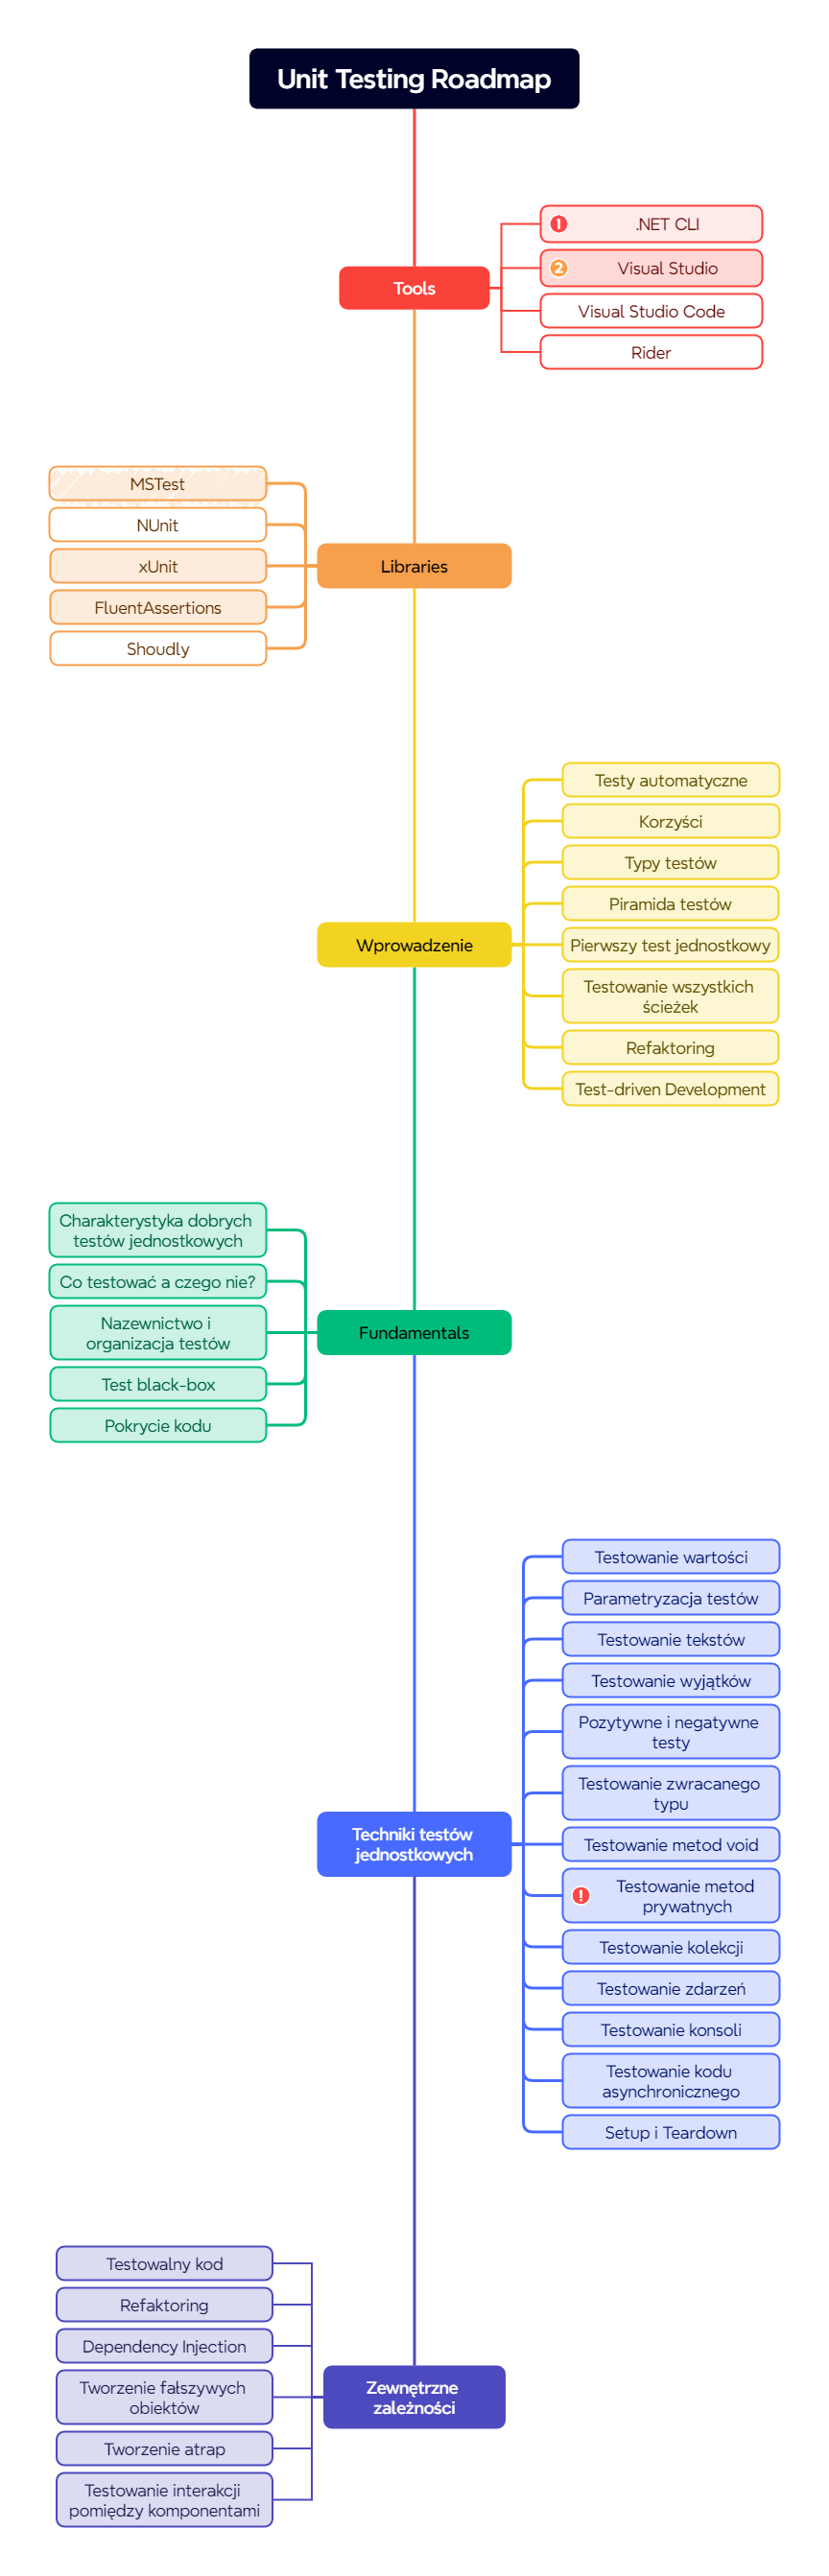 Unit Testing Roadmap
Tools
1 .NET CLI
2 Visual Studio
Visual Studio Code
Rider
Libraries
MSTest
NUnit
xUnit
FluentAssertions
Shoudly
Wprowadzenie
Testy automatyczne
Korzyści
Typy testów
Piramida testów
Pierwszy test jednostkowy
Testowanie wszystkich
ścieżek
Refaktoring
Test-driven Development
Fundamentals
Charakterystyka dobrych
testów jednostkowych
Co testować a czego nie?
Nazewnictwo i
organizacja testów
Test black-box
Pokrycie kodu
Techniki testów
jednostkowych
Testowanie wartości
Parametryzacja testów
Testowanie tekstów
Testowanie wyjątków
Pozytywne i negatywne
testy
Testowanie zwracanego
typu
Testowanie metod void
! Testowanie metod
prywatnych
Testowanie kolekcji
Testowanie zdarzeń
Testowanie konsoli
Testowanie kodu
asynchronicznego
Setup i Teardown
Zewnętrzne
zależności
Testowalny kod
Refaktoring
Dependency Injection
Tworzenie fałszywych
obiektów
Tworzenie atrap
Testowanie interakcji
pomiędzy komponentami